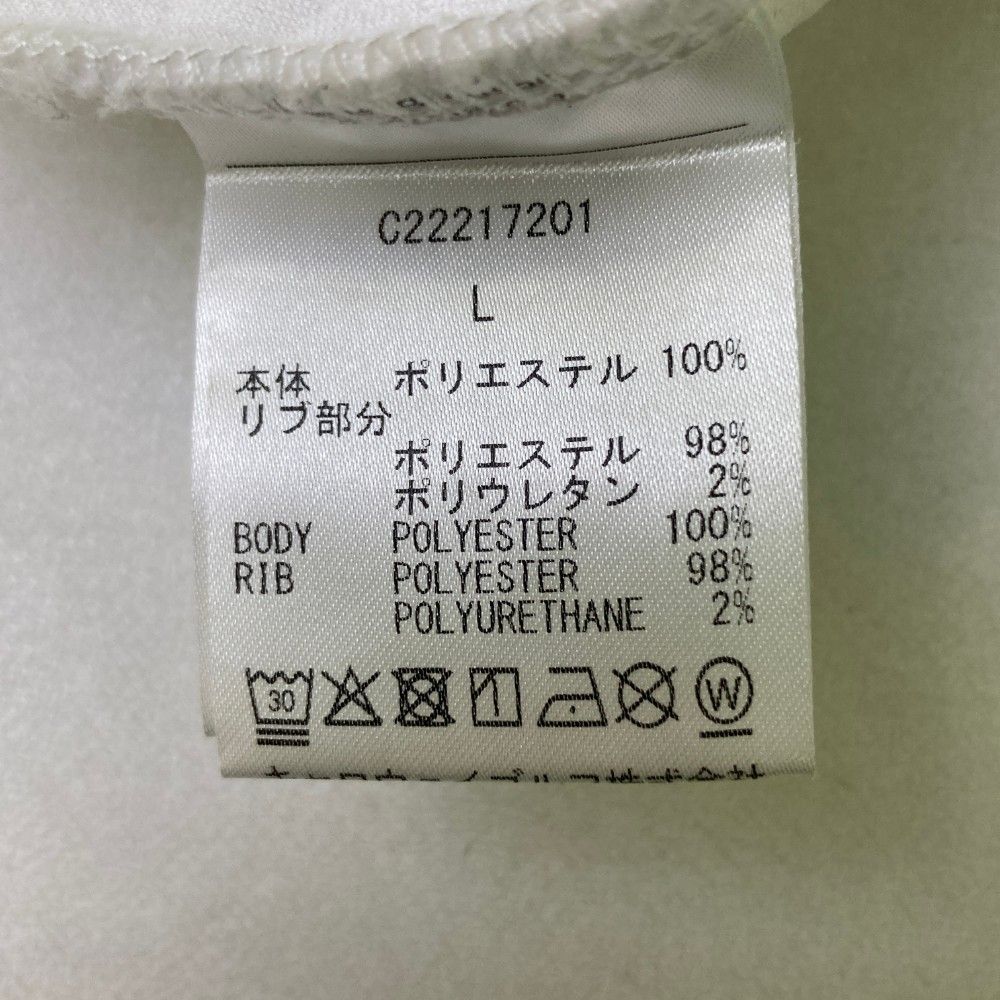 C22217201
L
本体 ポリエステル 100%
リブ部分
ポリエステル 98%
ポリウレタン 2%
BODY POLYESTER 100%
RIB POLYESTER 98%
POLYURETHANE 2%
30
W